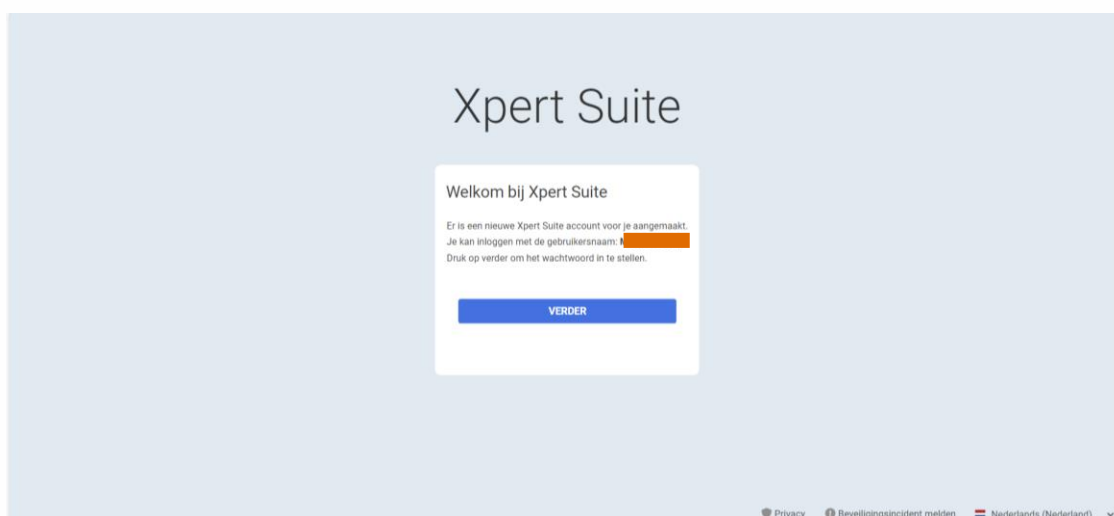 Xpert Suite
Welkom bij Xpert Suite
Er is een nieuwe Xpert Suite account voor je aangemaakt.
Je kan inloggen met de gebruikersnaam:
Druk op verder om het wachtwoord in te stellen.
VERDER
Privacy Beveiligingsincident melden Nederlands (Nederland)